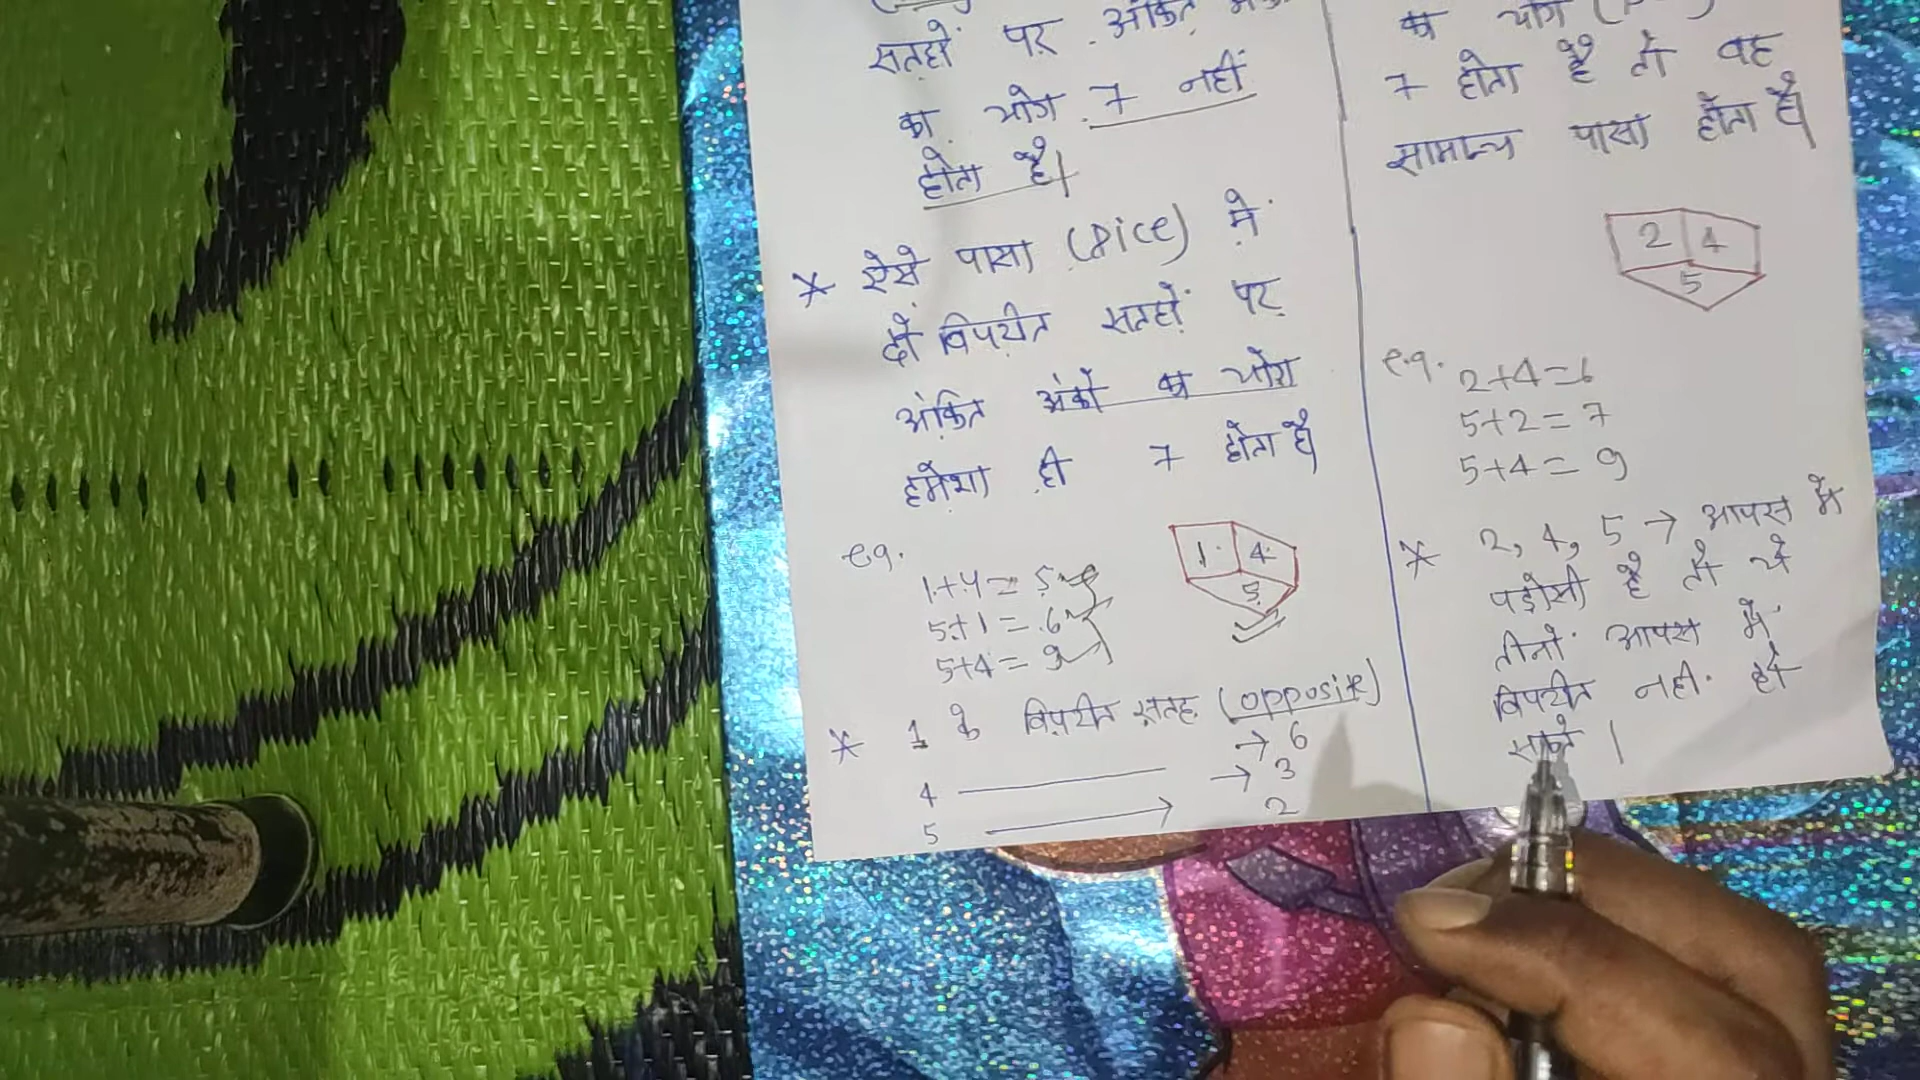 सतहों पर अंकित
का योग 7 नहीं
होता है।
* ऐसे पासा (Dice) में
दो विपरीत सतहों पर
अंकित अंकों का योग
हमेशा ही 7 होता है
e.g.
1 4
5
1+4= 5
5+1 = 6
5+4 = 9
* 1 के विपरीत सतह (opposite)
→ 6
4 → 3
5 → 2
का योग
7 होता है तो वह
सामान्य पासा होता है।
2 4
5
e.g.
2+4=6
5+2=7
5+4=9
* 2, 4, 5 → आपस में
पड़ोसी है तो ये
तीनों आपस में
विपरीत नहीं हो
सकते ।